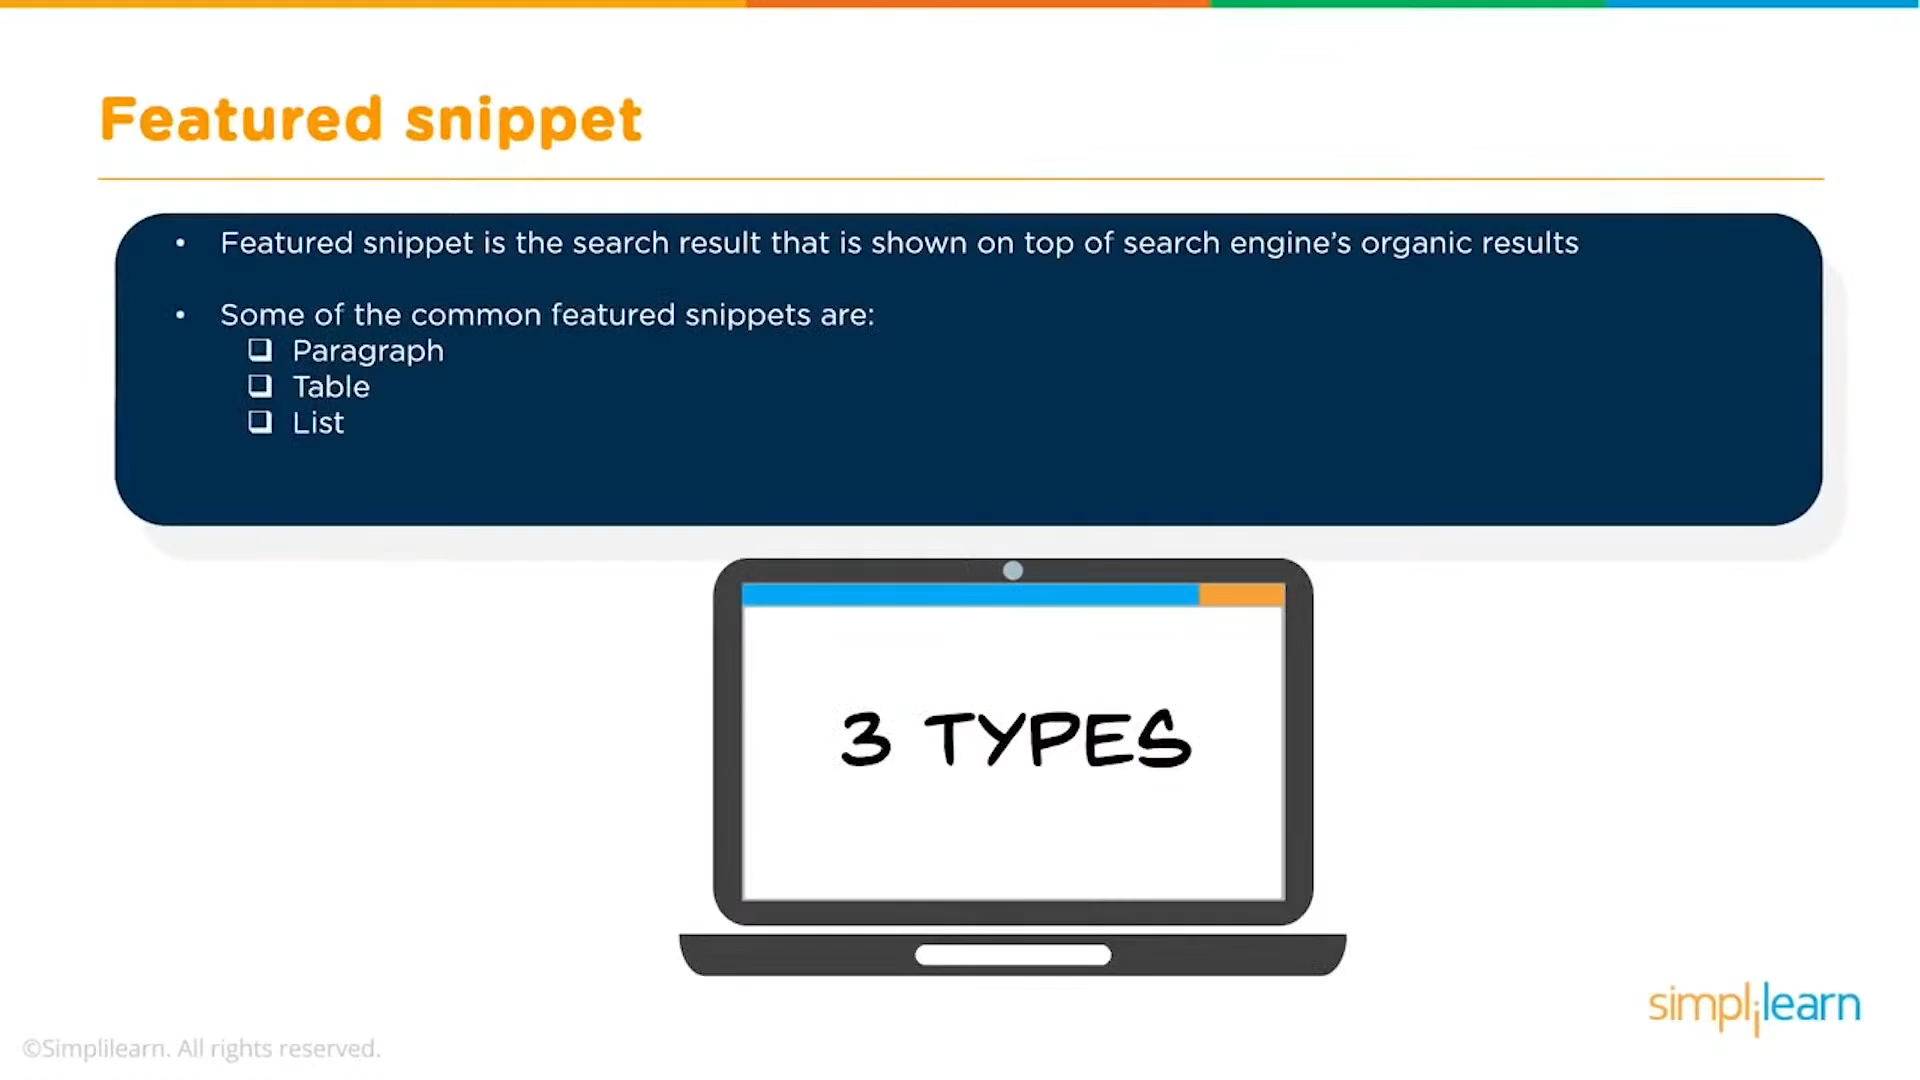 Featured snippet
• Featured snippet is the search result that is shown on top of search engine’s organic results
• Some of the common featured snippets are:
❑ Paragraph
❑ Table
❑ List
3 TYPES
simplilearn
©Simplilearn. All rights reserved.